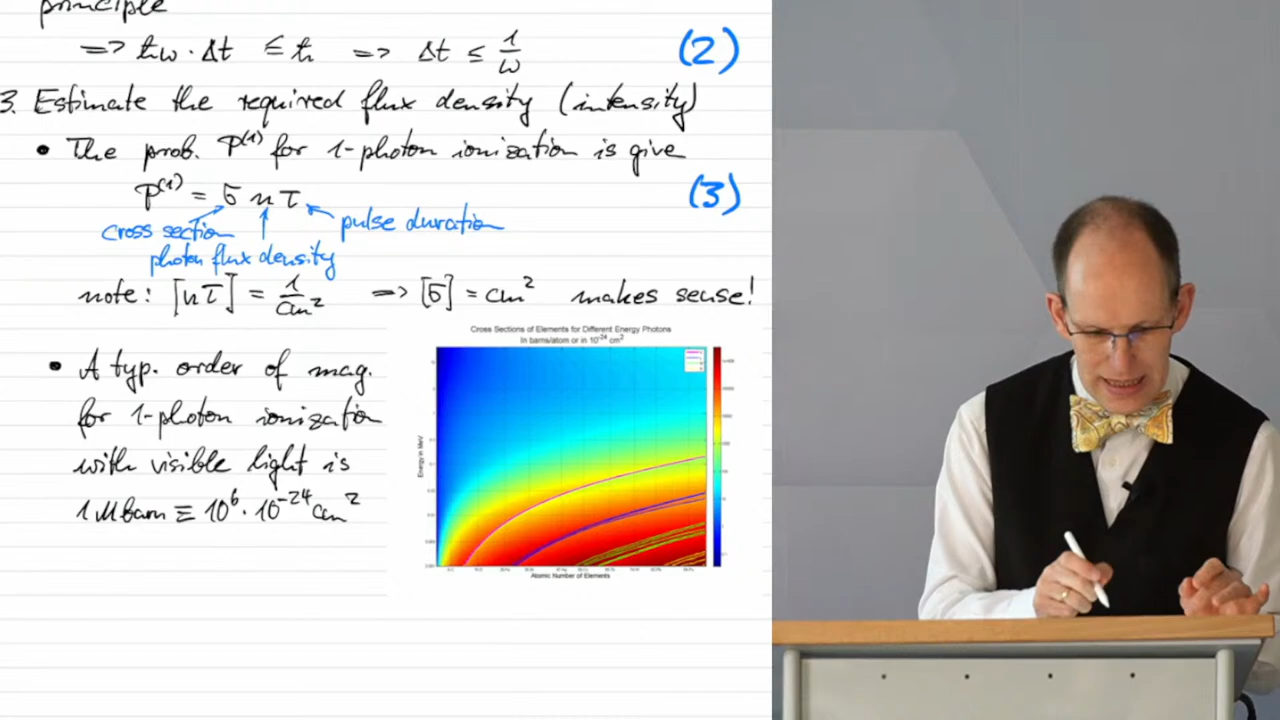 principle
=> ħω · Δt ≤ ħ => Δt ≤ 1/ω (2)
3. Estimate the required flux density (intensity)
• The prob. P^(1) for 1-photon ionization is give
P^(1) = σ n τ (3)
cross section pulse duration
photon flux density
note: [nτ] = 1/cm² => [σ] = cm² makes sense!
• A typ. order of mag.
for 1-photon ionization
with visible light is
1 Mbarn ≡ 10^6 · 10^-24 cm²
Cross Sections of Elements for Different Energy Photons
In barns/atom or in 10^-24 cm²
Energy in MeV
Atomic Number of Elements